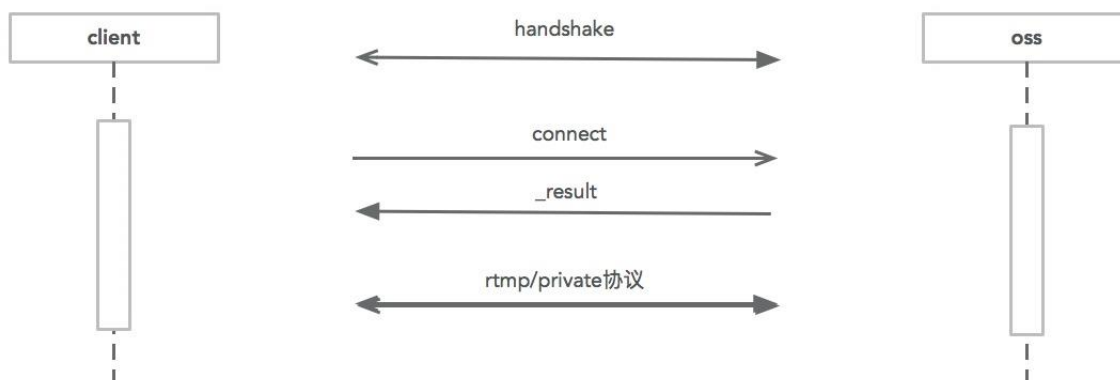 client
handshake
oss
connect
_result
rtmp/private协议